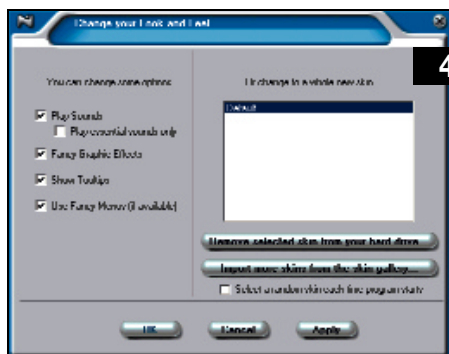 Change your Look and Feel
4
You can change some options
Or change to a whole new skin
Play Sounds
Play essential sounds only
Fancy Graphic Effects
Show Tooltips
Use Fancy Menus (if available)
Default
Remove selected skin from your hard drive
Import more skins from the skin gallery...
Select a random skin each time program starts
OK
Cancel
Apply